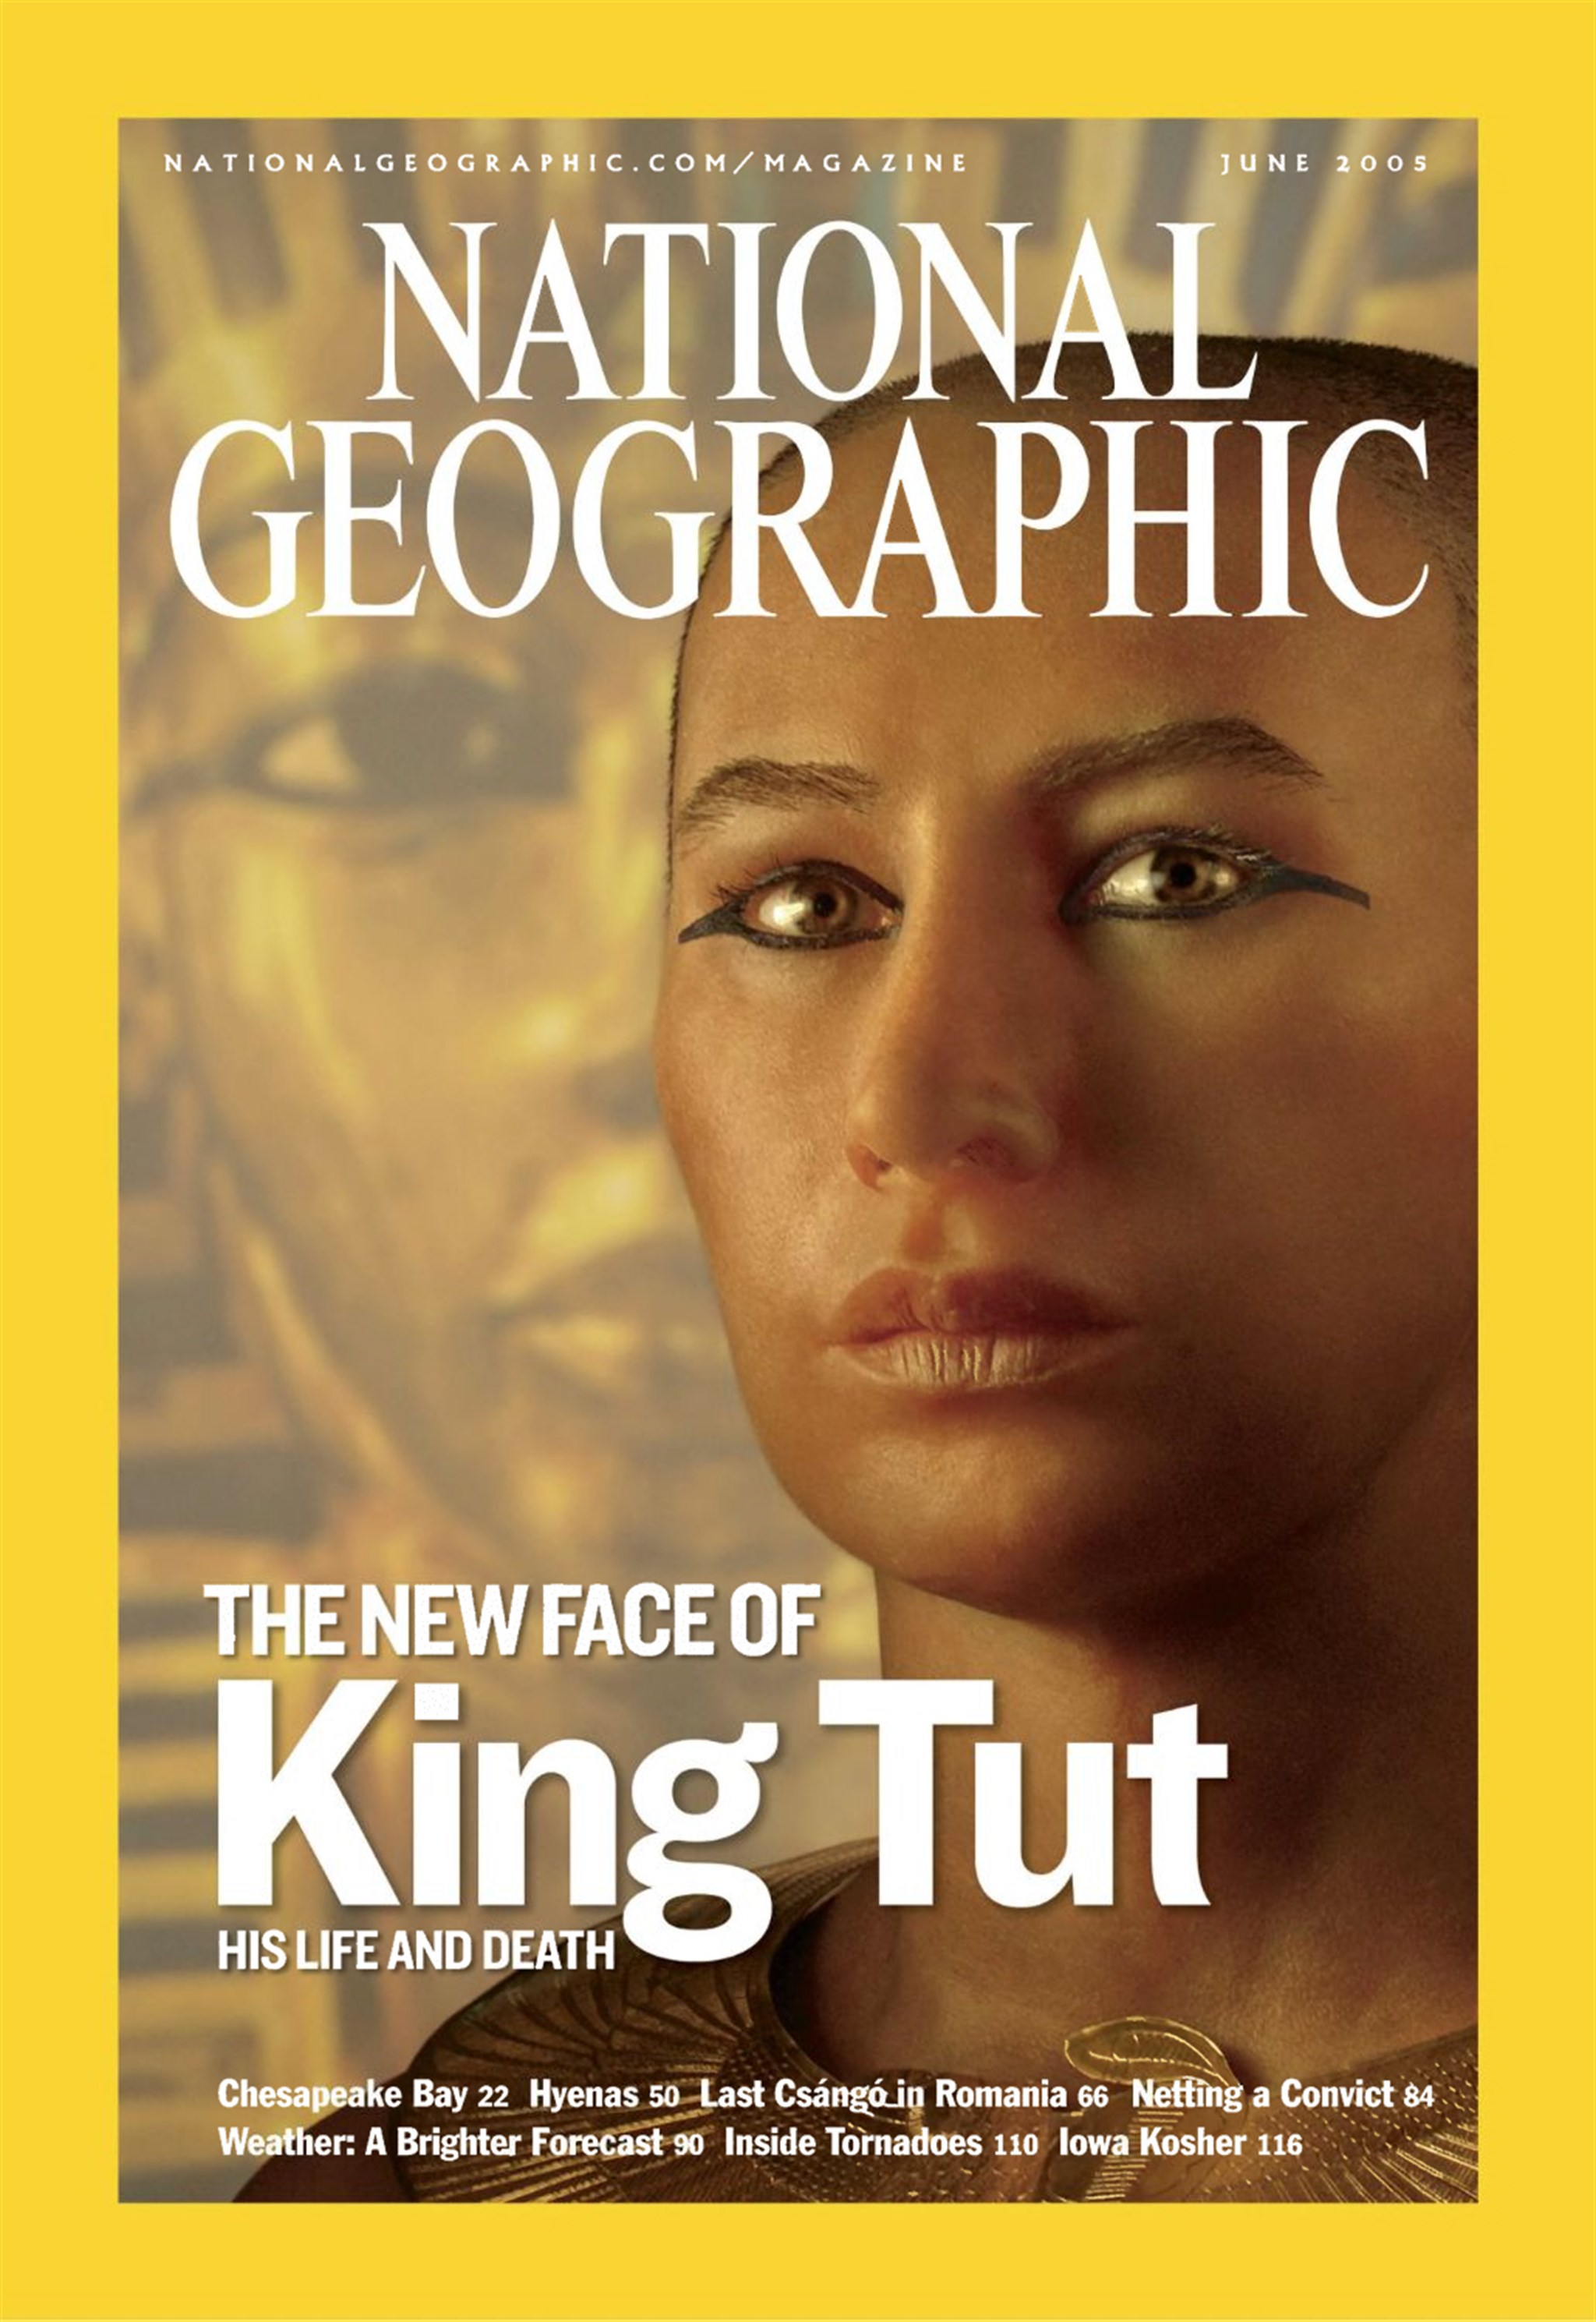 NATIONALGEOGRAPHIC.COM/MAGAZINE JUNE 2005
NATIONAL
GEOGRAPHIC
THE NEW FACE OF
King Tut
HIS LIFE AND DEATH
Chesapeake Bay 22 Hyenas 50 Last Csángó in Romania 66 Netting a Convict 84
Weather: A Brighter Forecast 90 Inside Tornadoes 110 Iowa Kosher 116